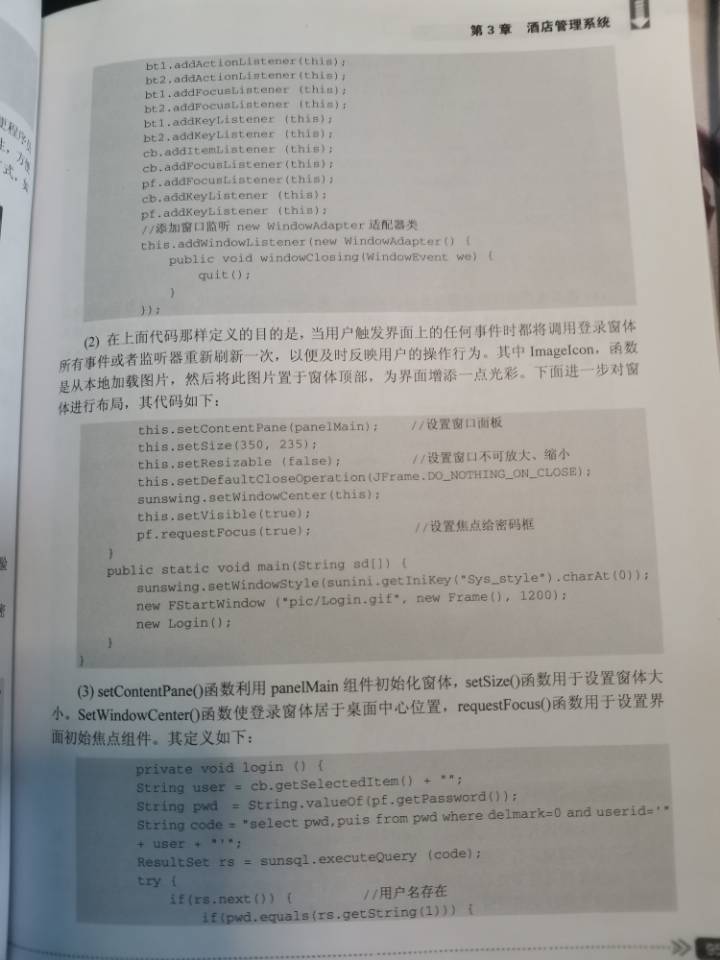 第 3 章 酒店管理系统
bt1.addActionListener(this);
bt2.addActionListener(this);
bt1.addFocusListener (this);
bt2.addFocusListener (this);
bt1.addKeyListener (this);
bt2.addKeyListener (this);
cb.addItemListener (this);
cb.addFocusListener(this);
pf.addFocusListener(this);
cb.addKeyListener (this);
pf.addKeyListener (this);
//添加窗口监听 new WindowAdapter 适配器类
this.addWindowListener(new WindowAdapter() {
public void windowClosing(WindowEvent we) {
quit();
}
});
(2) 在上面代码那样定义的目的是，当用户触发界面上的任何事件时都将调用登录窗体
所有事件或者监听器重新刷新一次，以便及时反映用户的操作行为。其中 ImageIcon，函数
是从本地加载图片，然后将此图片置于窗体顶部，为界面增添一点光彩。下面进一步对窗
体进行布局，其代码如下：
this.setContentPane(panelMain); //设置窗口面板
this.setSize(350, 235);
this.setResizable (false); //设置窗口不可放大、缩小
this.setDefaultCloseOperation(JFrame.DO_NOTHING_ON_CLOSE);
sunswing.setWindowCenter(this);
this.setVisible(true);
pf.requestFocus(true); //设置焦点给密码框
}
public static void main(String sd[]) {
sunswing.setWindowStyle(sunini.getIniKey("Sys_style").charAt(0));
new FStartWindow ("pic/Login.gif", new Frame(), 1200);
new Login();
}
}
(3) setContentPane()函数利用 panelMain 组件初始化窗体，setSize()函数用于设置窗体大
小。SetWindowCenter()函数使登录窗体居于桌面中心位置，requestFocus()函数用于设置界
面初始焦点组件。其定义如下：
private void login () {
String user = cb.getSelectedItem() + "";
String pwd = String.valueOf(pf.getPassword());
String code = "select pwd,puis from pwd where delmark=0 and userid='"
+ user + "'";
ResultSet rs = sunsql.executeQuery (code);
try {
if(rs.next()) { //用户名存在
if(pwd.equals(rs.getString(1))) {